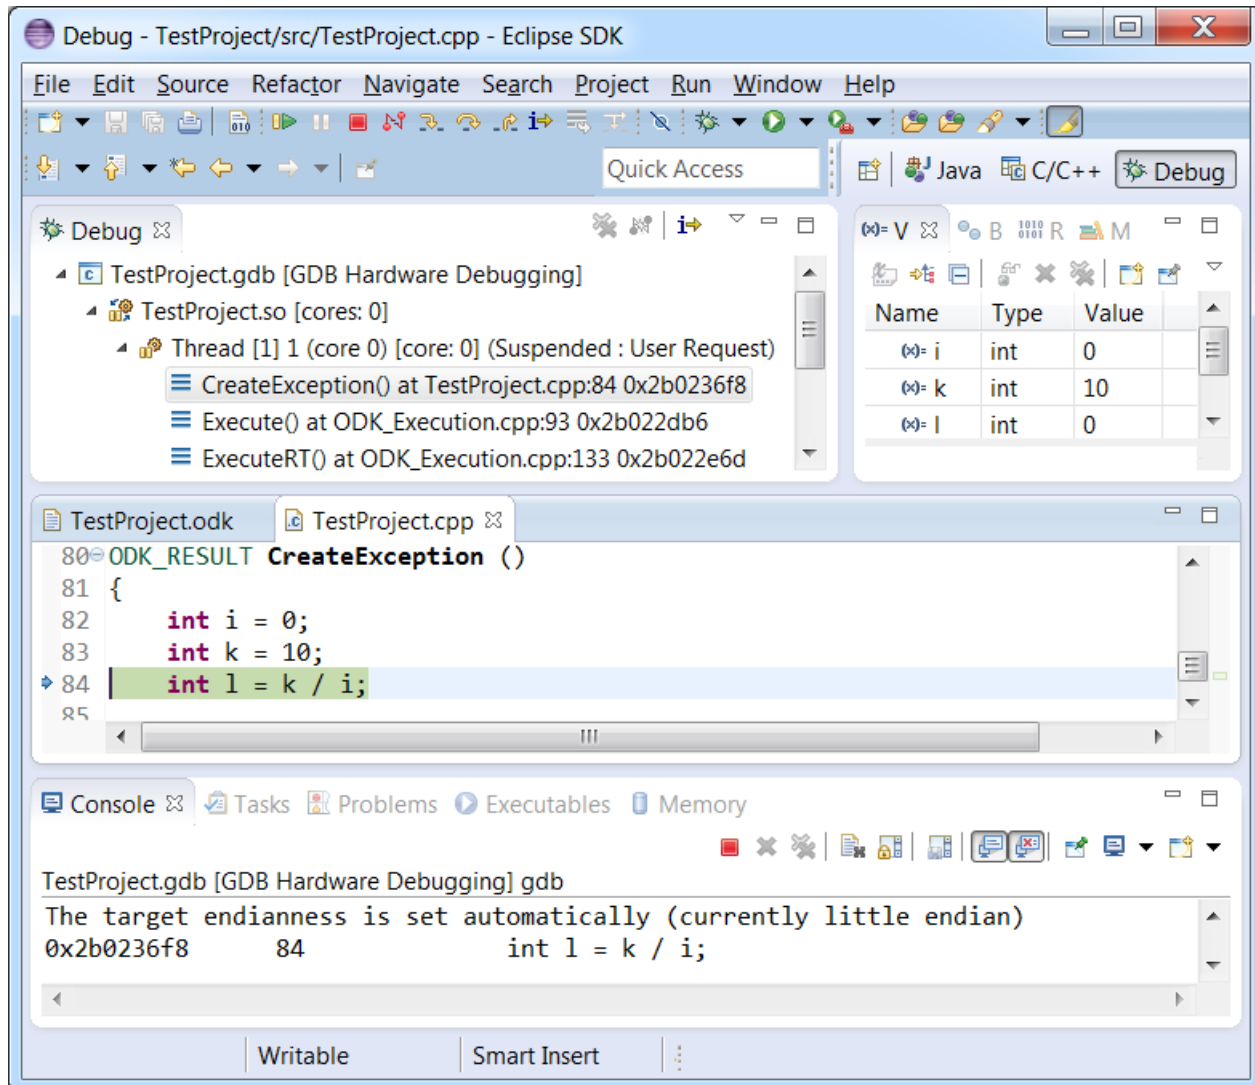 Debug - TestProject/src/TestProject.cpp - Eclipse SDK
File Edit Source Refactor Navigate Search Project Run Window Help
Quick Access Java C/C++ Debug
Debug
TestProject.gdb [GDB Hardware Debugging]
TestProject.so [cores: 0]
Thread [1] 1 (core 0) [core: 0] (Suspended : User Request)
CreateException() at TestProject.cpp:84 0x2b0236f8
Execute() at ODK_Execution.cpp:93 0x2b022db6
ExecuteRT() at ODK_Execution.cpp:133 0x2b022e6d
(x)= V B 1010 0101 R M
Name Type Value
(x)= i int 0
(x)= k int 10
(x)= l int 0
TestProject.odk TestProject.cpp
80 ODK_RESULT CreateException ()
81 {
82 int i = 0;
83 int k = 10;
84 int l = k / i;
85
Console Tasks Problems Executables Memory
TestProject.gdb [GDB Hardware Debugging] gdb
The target endianness is set automatically (currently little endian)
0x2b0236f8 84 int l = k / i;
Writable Smart Insert